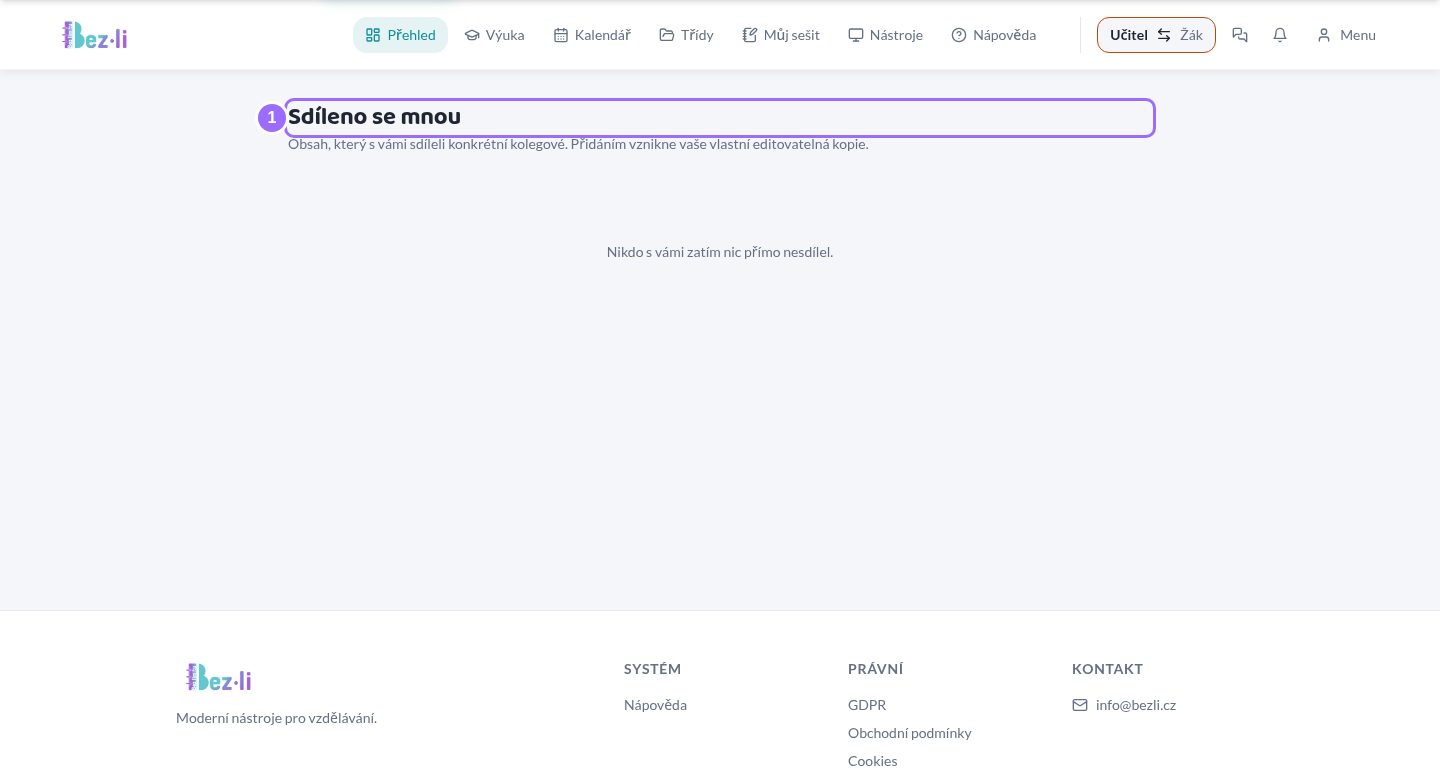 Bez·li
Přehled
Výuka
Kalendář
Třídy
Můj sešit
Nástroje
Nápověda
Učitel
Žák
Menu
1
Sdíleno se mnou
Obsah, který s vámi sdíleli konkrétní kolegové. Přidáním vznikne vaše vlastní editovatelná kopie.
Nikdo s vámi zatím nic přímo nesdílel.
Bez·li
Moderní nástroje pro vzdělávání.
SYSTÉM
Nápověda
PRÁVNÍ
GDPR
Obchodní podmínky
Cookies
KONTAKT
info@bezli.cz